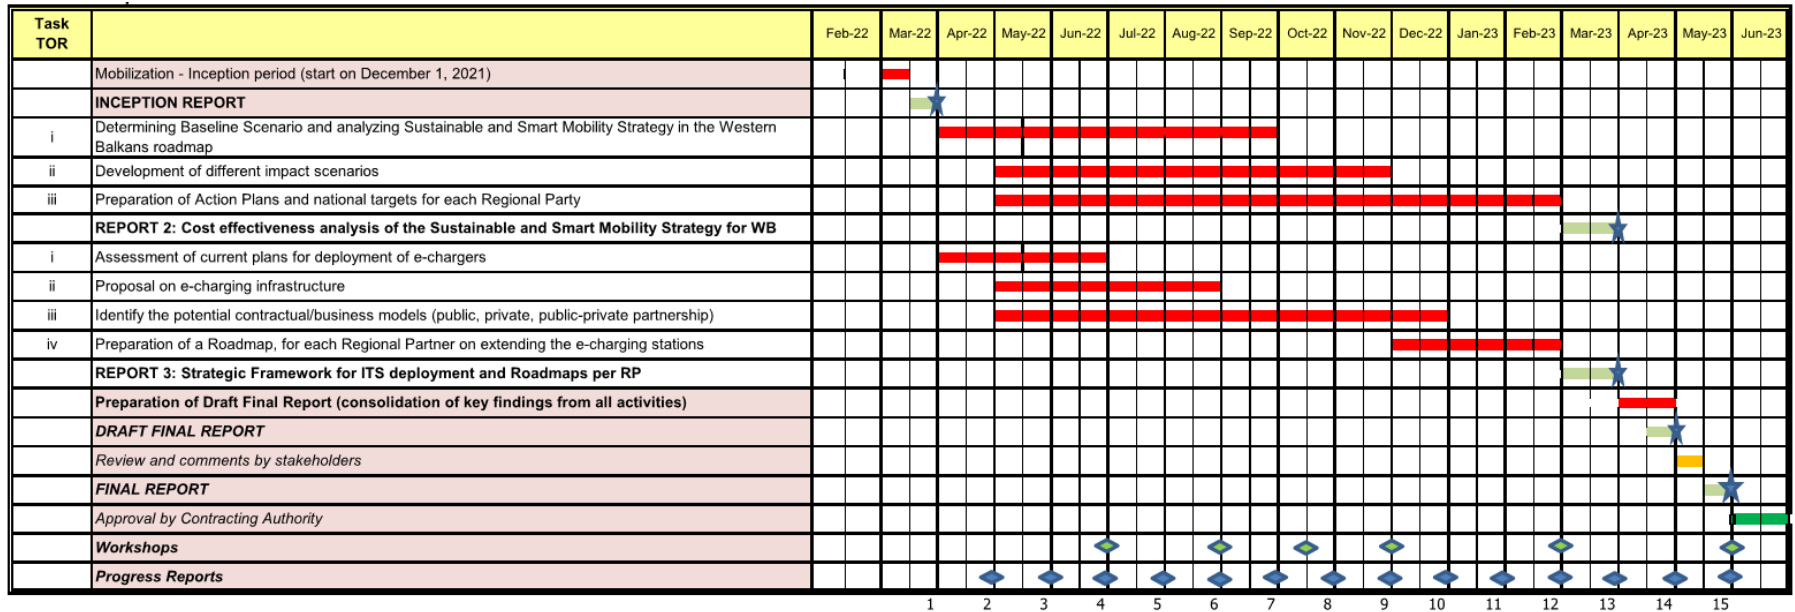 Task
TOR
Feb-22 Mar-22 Apr-22 May-22 Jun-22 Jul-22 Aug-22 Sep-22 Oct-22 Nov-22 Dec-22 Jan-23 Feb-23 Mar-23 Apr-23 May-23 Jun-23
Mobilization - Inception period (start on December 1, 2021)
INCEPTION REPORT
i Determining Baseline Scenario and analyzing Sustainable and Smart Mobility Strategy in the Western
Balkans roadmap
ii Development of different impact scenarios
iii Preparation of Action Plans and national targets for each Regional Party
REPORT 2: Cost effectiveness analysis of the Sustainable and Smart Mobility Strategy for WB
i Assessment of current plans for deployment of e-chargers
ii Proposal on e-charging infrastructure
iii Identify the potential contractual/business models (public, private, public-private partnership)
iv Preparation of a Roadmap, for each Regional Partner on extending the e-charging stations
REPORT 3: Strategic Framework for ITS deployment and Roadmaps per RP
Preparation of Draft Final Report (consolidation of key findings from all activities)
DRAFT FINAL REPORT
Review and comments by stakeholders
FINAL REPORT
Approval by Contracting Authority
Workshops
Progress Reports
1 2 3 4 5 6 7 8 9 10 11 12 13 14 15